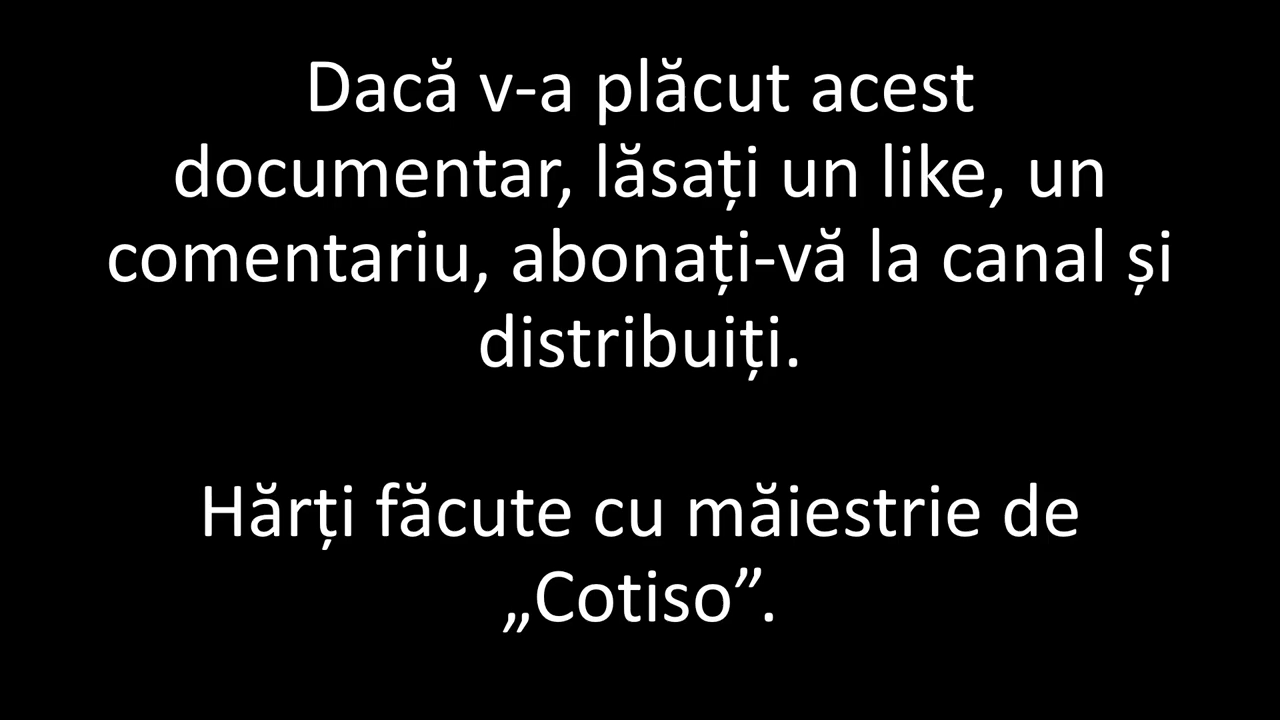 Dacă v-a plăcut acest
documentar, lăsați un like, un
comentariu, abonați-vă la canal și
distribuiți.
Hărți făcute cu măiestrie de
„Cotiso”.